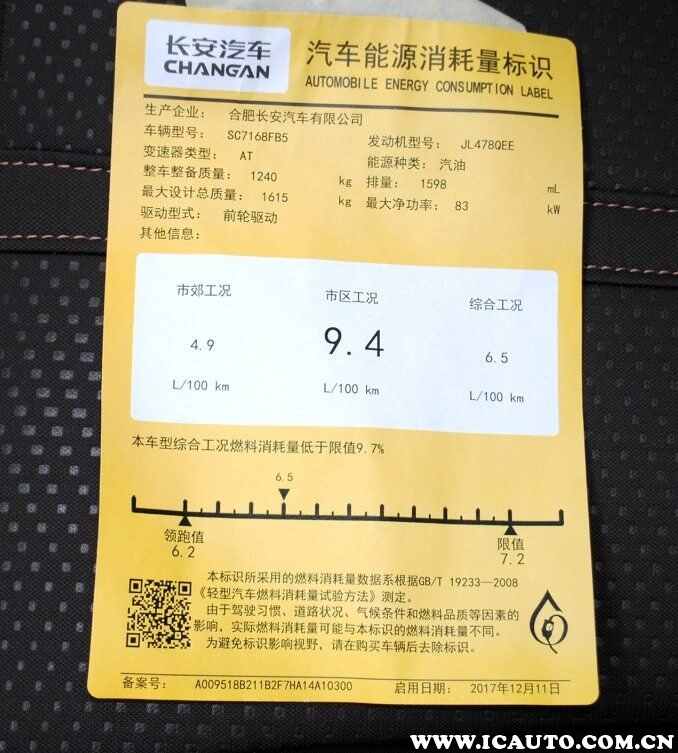 长安汽车
CHANGAN
汽车能源消耗量标识
AUTOMOBILE ENERGY CONSUMPTION LABEL
生产企业： 合肥长安汽车有限公司
车辆型号： SC7168FB5 发动机型号： JL478QEE
变速器类型： AT 能源种类： 汽油
整车整备质量： 1240 kg 排量： 1598 mL
最大设计总质量： 1615 kg 最大净功率： 83 kW
驱动型式： 前轮驱动
其他信息：
市郊工况 市区工况 综合工况
4.9 9.4 6.5
L/100 km L/100 km L/100 km
本车型综合工况燃料消耗量低于限值9.7%
6.5
领跑值 限值
6.2 7.2
本标识所采用的燃料消耗量数据系根据GB/T 19233—2008
《轻型汽车燃料消耗量试验方法》测定。
由于驾驶习惯、道路状况、气候条件和燃料品质等因素的
影响，实际燃料消耗量可能与本标识的燃料消耗量不同。
为避免标识影响视野，请在购买车辆后去除标识。
备案号： A009518B211B2F7HA14A10300 启用日期： 2017年12月11日
WWW.ICAUTO.COM.CN